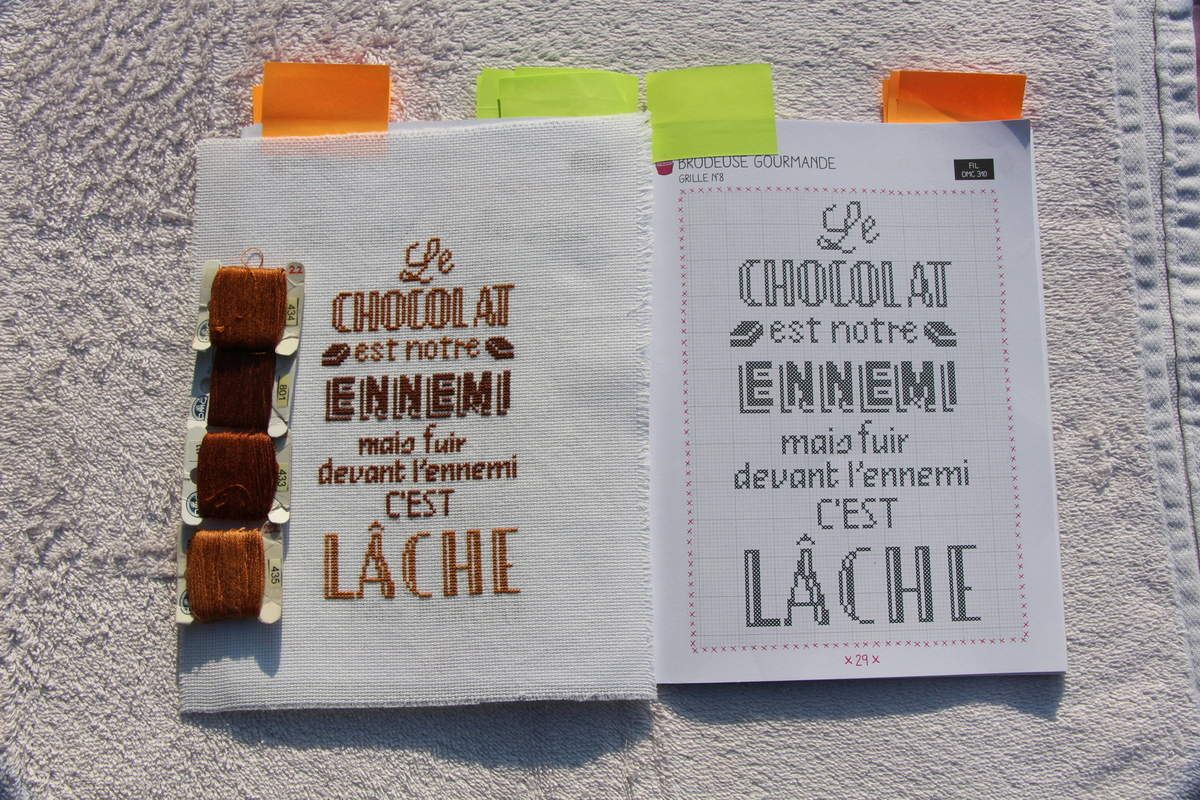 Le
CHOCOLAT
est notre
ENNEMI
mais fuir
devant l'ennemi
C'EST
LÂCHE
22
434
801
433
435
BRODEUSE GOURMANDE
GRILLE N°8
FIL
DMC 310
Le
CHOCOLAT
est notre
ENNEMI
mais fuir
devant l'ennemi
C'EST
LÂCHE
x 29 x